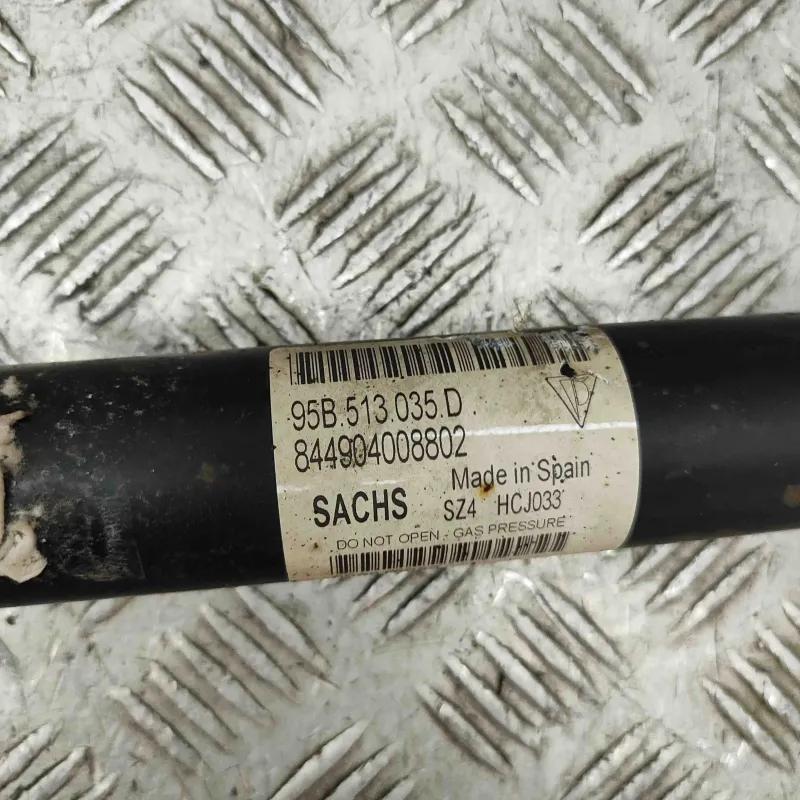 95B.513.035.D
844904008802
Made in Spain
SACHS SZ4 HCJ033
DO NOT OPEN - GAS PRESSURE